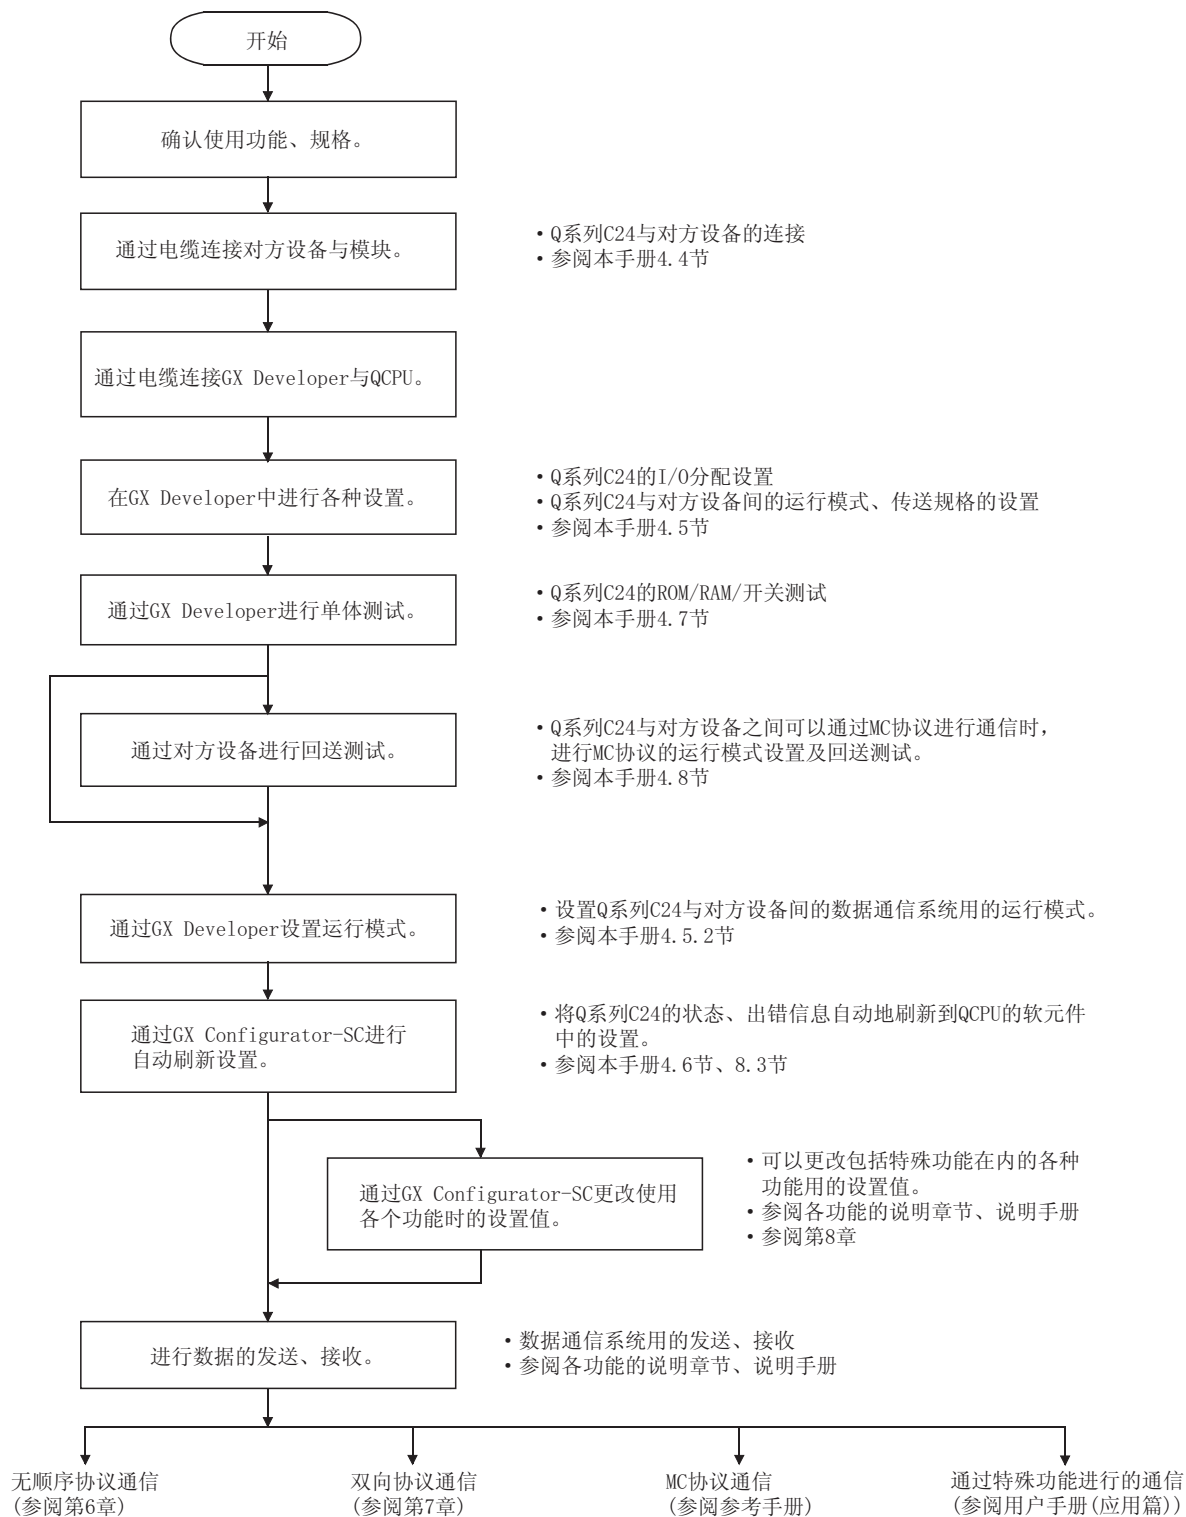 开始
确认使用功能、规格。
通过电缆连接对方设备与模块。
・Q系列C24与对方设备的连接
・参阅本手册4.4节
通过电缆连接GX Developer与QCPU。
在GX Developer中进行各种设置。
・Q系列C24的I/O分配设置
・Q系列C24与对方设备间的运行模式、传送规格的设置
・参阅本手册4.5节
通过GX Developer进行单体测试。
・Q系列C24的ROM/RAM/开关测试
・参阅本手册4.7节
通过对方设备进行回送测试。
・Q系列C24与对方设备之间可以通过MC协议进行通信时，
进行MC协议的运行模式设置及回送测试。
・参阅本手册4.8节
通过GX Developer设置运行模式。
・设置Q系列C24与对方设备间的数据通信系统用的运行模式。
・参阅本手册4.5.2节
通过GX Configurator-SC进行
自动刷新设置。
・将Q系列C24的状态、出错信息自动地刷新到QCPU的软元件
中的设置。
・参阅本手册4.6节、8.3节
通过GX Configurator-SC更改使用
各个功能时的设置值。
・可以更改包括特殊功能在内的各种
功能用的设置值。
・参阅各功能的说明章节、说明手册
・参阅第8章
进行数据的发送、接收。
・数据通信系统用的发送、接收
・参阅各功能的说明章节、说明手册
无顺序协议通信
(参阅第6章)
双向协议通信
(参阅第7章)
MC协议通信
(参阅参考手册)
通过特殊功能进行的通信
(参阅用户手册(应用篇))